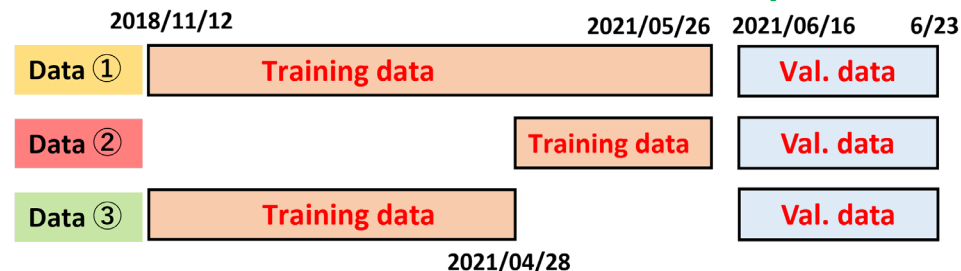 2018/11/12 2021/05/26 2021/06/16 6/23
Data ① Training data Val. data
Data ② Training data Val. data
Data ③ Training data Val. data
2021/04/28